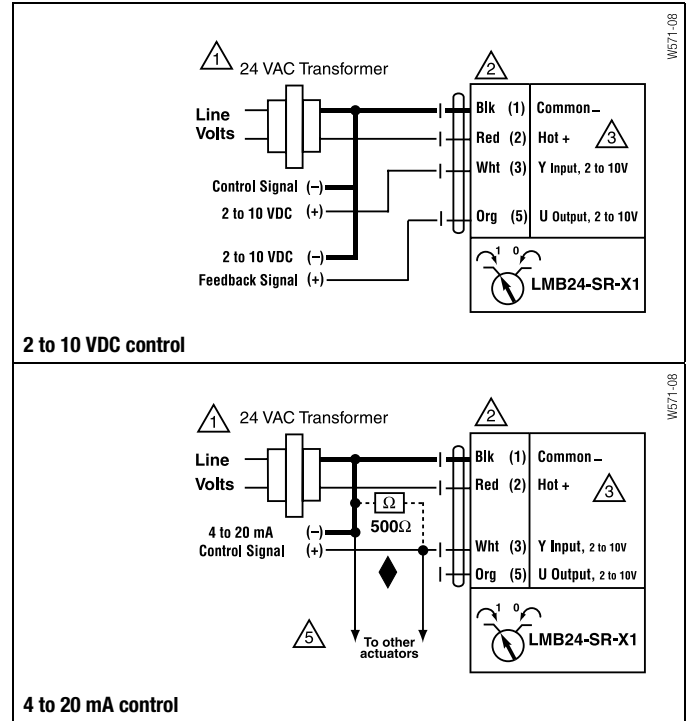 W571-08
1
24 VAC Transformer
2
Line
Volts
Blk (1) Common –
Red (2) Hot + 3
Wht (3) Y Input, 2 to 10V
Org (5) U Output, 2 to 10V
Control Signal (–)
2 to 10 VDC (+)
2 to 10 VDC (–)
Feedback Signal (+)
1 0
LMB24-SR-X1
2 to 10 VDC control
W571-08
1
24 VAC Transformer
2
Line
Volts
Blk (1) Common –
Red (2) Hot + 3
Ω
500Ω
4 to 20 mA (–)
Control Signal (+)
Wht (3) Y Input, 2 to 10V
Org (5) U Output, 2 to 10V
5
To other
actuators
1 0
LMB24-SR-X1
4 to 20 mA control